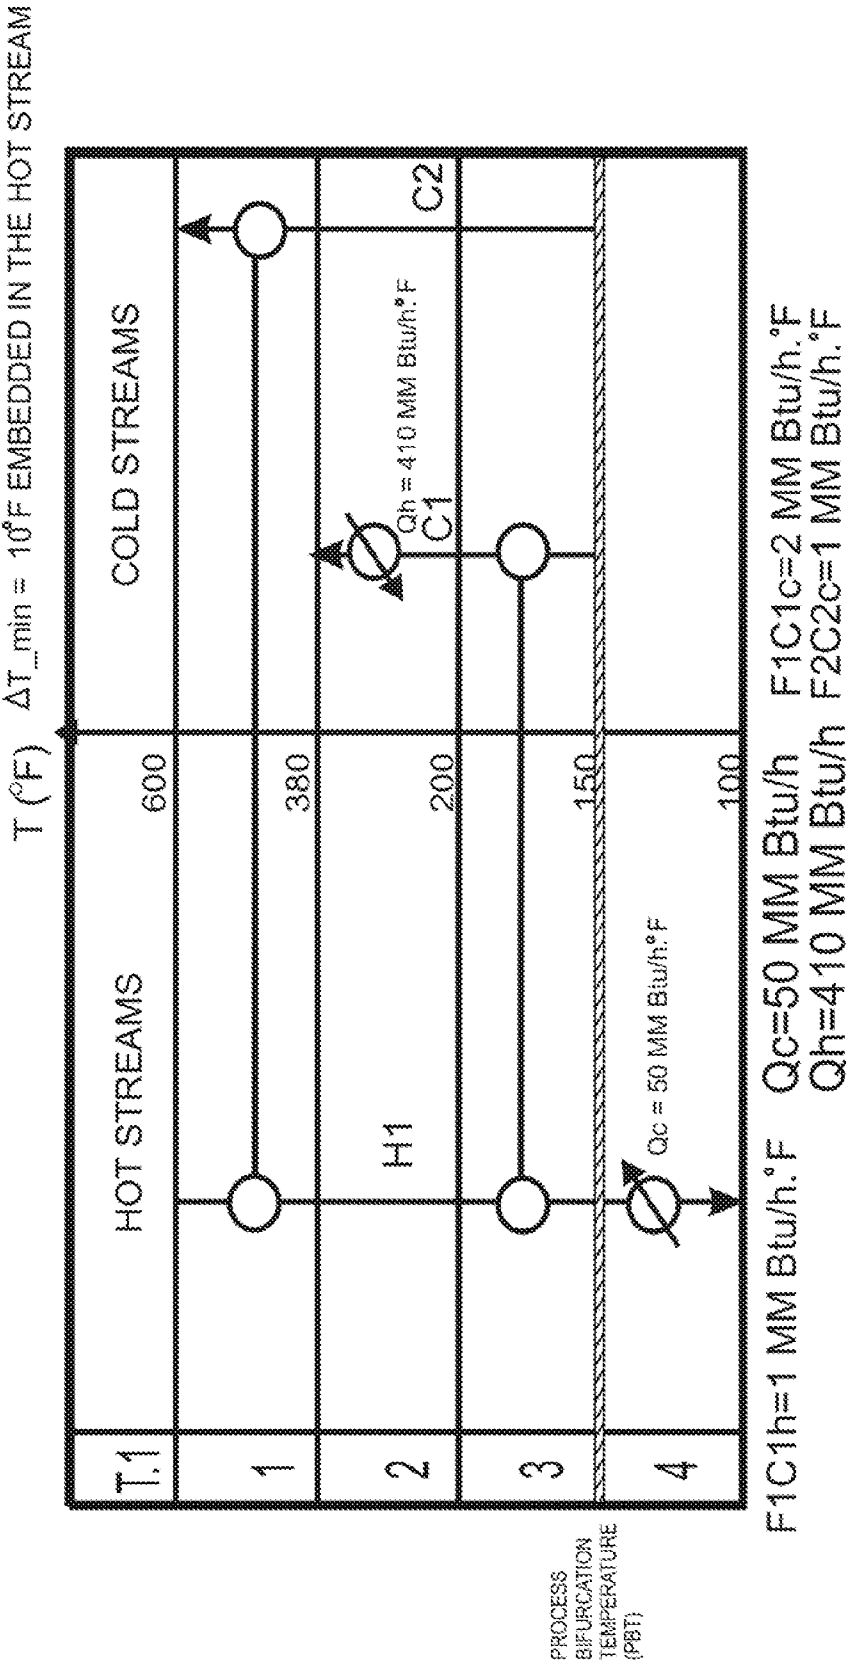 T (°F) ΔT_min = 10°F EMBEDDED IN THE HOT STREAM
T.1
HOT STREAMS
COLD STREAMS
600
1
380
2
H1
Qh = 410 MM Btu/h.°F
C1
C2
200
3
150
PROCESS
BIFURCATION
TEMPERATURE
(PBT)
4
Qc = 50 MM Btu/h.°F
100
F1C1h=1 MM Btu/h.°F
Qc=50 MM Btu/h
Qh=410 MM Btu/h
F1C1c=2 MM Btu/h.°F
F2C2c=1 MM Btu/h.°F